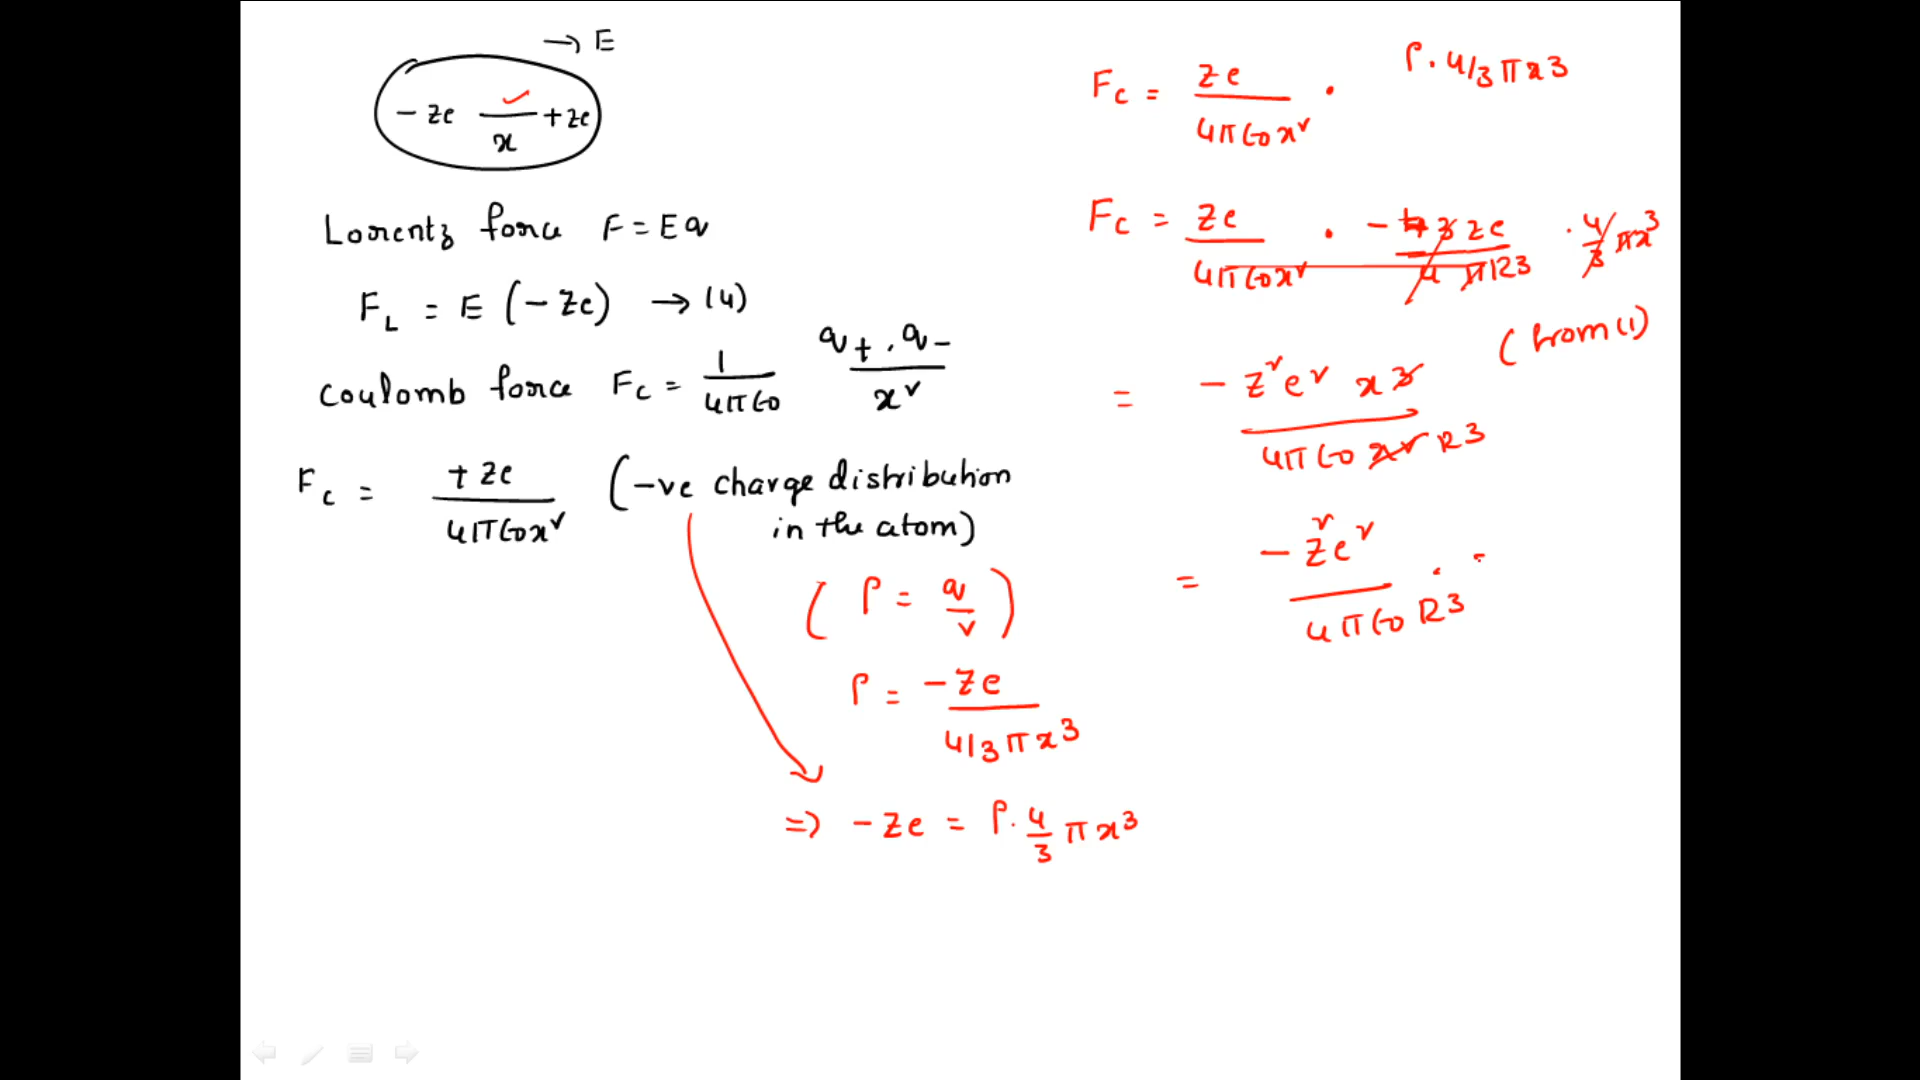 → E
- ze x + ze
Lorentz force F = Eq
F_L = E (- Ze) → (4)
Coulomb force F_c = 1/4πϵ0 q+ . q- / x²
F_c = + ze / 4πϵ0x² (-ve charge distribution
in the atom)
( ρ = q/v )
ρ = - ze / 4/3 πx³
=> - ze = ρ. 4/3 πx³
F_c = ze / 4πϵ0x² . ρ. 4/3 πx3
F_c = ze / 4πϵ0x² . - 3 ze / 4 πR3 . 4/3 πx³
(from (1)
= - z²e² x3 / 4πϵ0 x² R3
= - z²e² / 4πϵ0 R3 .